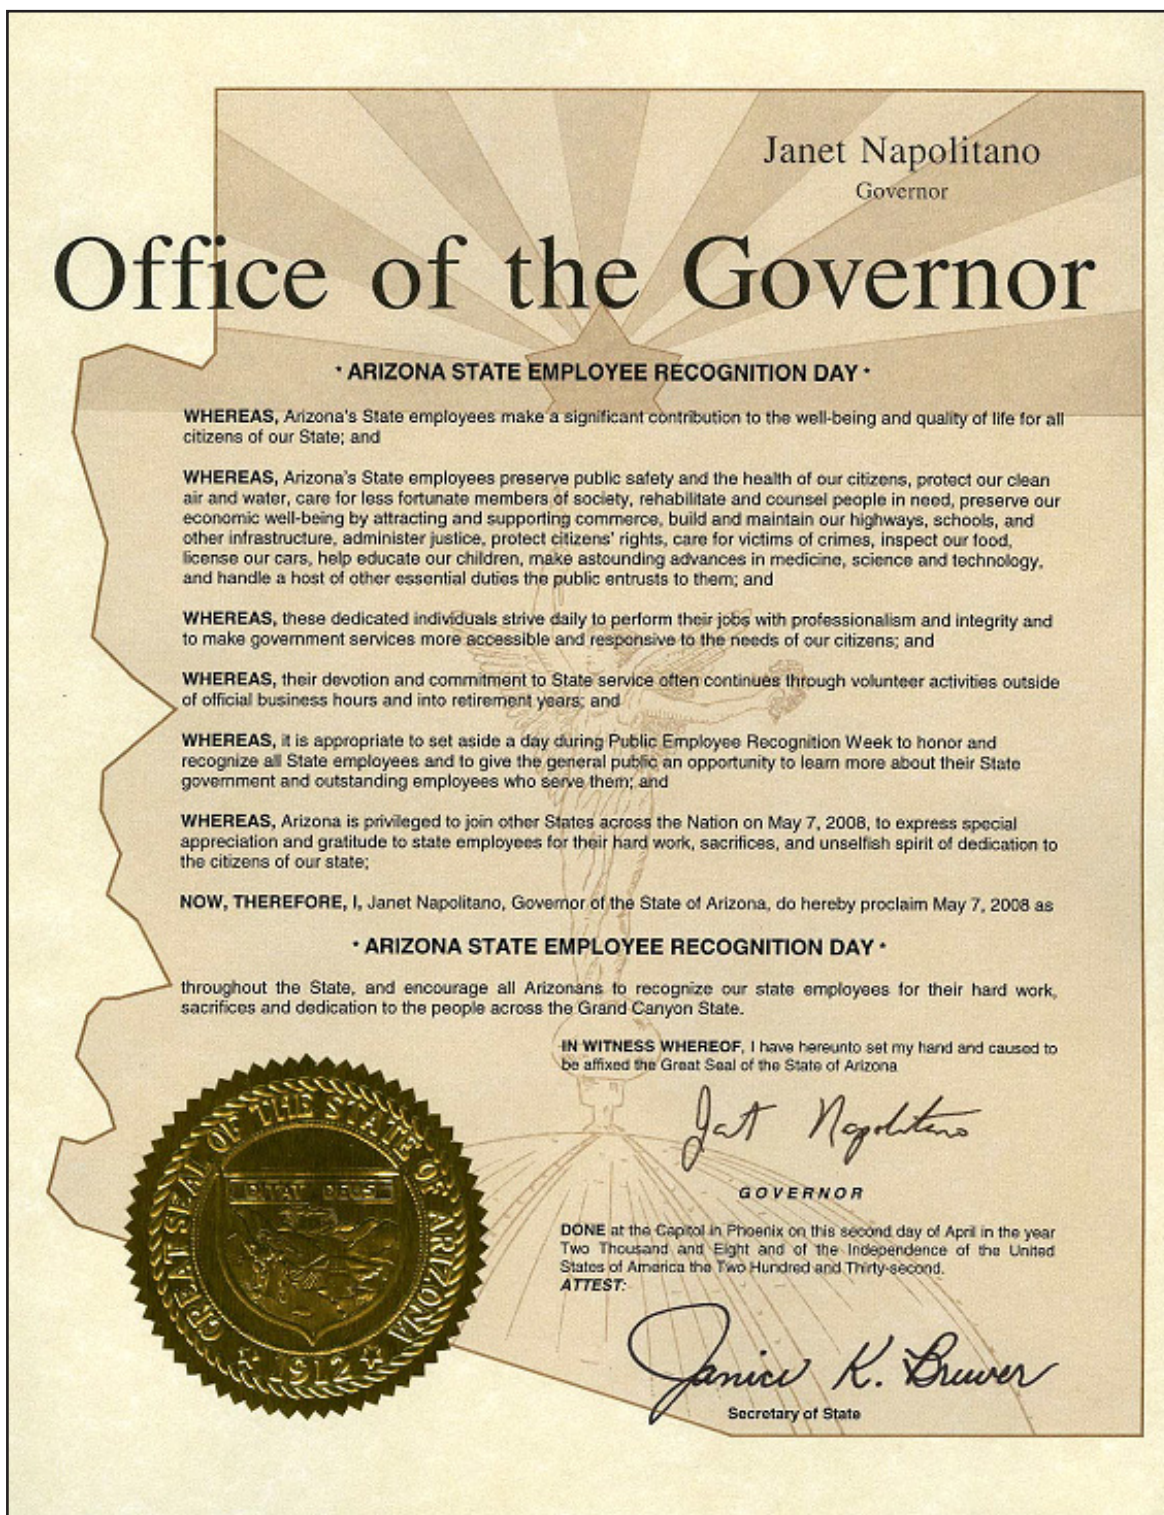 Janet Napolitano
Governor
Office of the Governor
* ARIZONA STATE EMPLOYEE RECOGNITION DAY *
WHEREAS, Arizona's State employees make a significant contribution to the well-being and quality of life for all
citizens of our State; and
WHEREAS, Arizona's State employees preserve public safety and the health of our citizens, protect our clean
air and water, care for less fortunate members of society, rehabilitate and counsel people in need, preserve our
economic well-being by attracting and supporting commerce, build and maintain our highways, schools, and
other infrastructure, administer justice, protect citizens' rights, care for victims of crimes, inspect our food,
license our cars, help educate our children, make astounding advances in medicine, science and technology,
and handle a host of other essential duties the public entrusts to them; and
WHEREAS, these dedicated individuals strive daily to perform their jobs with professionalism and integrity and
to make government services more accessible and responsive to the needs of our citizens; and
WHEREAS, their devotion and commitment to State service often continues through volunteer activities outside
of official business hours and into retirement years; and
WHEREAS, it is appropriate to set aside a day during Public Employee Recognition Week to honor and
recognize all State employees and to give the general public an opportunity to learn more about their State
government and outstanding employees who serve them; and
WHEREAS, Arizona is privileged to join other States across the Nation on May 7, 2008, to express special
appreciation and gratitude to state employees for their hard work, sacrifices, and unselfish spirit of dedication to
the citizens of our state;
NOW, THEREFORE, I, Janet Napolitano, Governor of the State of Arizona, do hereby proclaim May 7, 2008 as
* ARIZONA STATE EMPLOYEE RECOGNITION DAY *
throughout the State, and encourage all Arizonans to recognize our state employees for their hard work,
sacrifices and dedication to the people across the Grand Canyon State.
IN WITNESS WHEREOF, I have hereunto set my hand and caused to
be affixed the Great Seal of the State of Arizona
Janet Napolitano
GOVERNOR
DONE at the Capitol in Phoenix on this second day of April in the year
Two Thousand and Eight and of the Independence of the United
States of America the Two Hundred and Thirty-second.
ATTEST:
Janice K. Brewer
Secretary of State
GREAT SEAL OF THE STATE OF ARIZONA
DITAT DEUS
1912